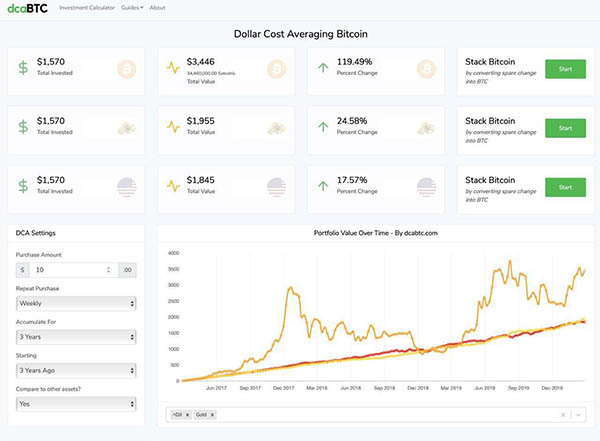 dcaBTC
Investment Calculator
Guides
About
Dollar Cost Averaging Bitcoin
$1,570
Total Invested
$3,446
34,460,000.00 Satoshis
Total Value
119.49%
Percent Change
Stack Bitcoin
by converting spare change
into BTC
Start
$1,570
Total Invested
$1,955
Total Value
24.58%
Percent Change
Stack Bitcoin
by converting spare change
into BTC
Start
$1,570
Total Invested
$1,845
Total Value
17.57%
Percent Change
Stack Bitcoin
by converting spare change
into BTC
Start
DCA Settings
Purchase Amount
$ 10 .00
Repeat Purchase
Weekly
Accumulate For
3 Years
Starting
3 Years Ago
Compare to other assets?
Yes
Portfolio Value Over Time - By dcabtc.com
4000
3500
3000
2500
2000
1500
1000
500
0
Jun 2017 Sep 2017 Dec 2017 Mar 2018 Jun 2018 Sep 2018 Dec 2018 Mar 2019 Jun 2019 Sep 2019 Dec 2019
^DJI x Gold x